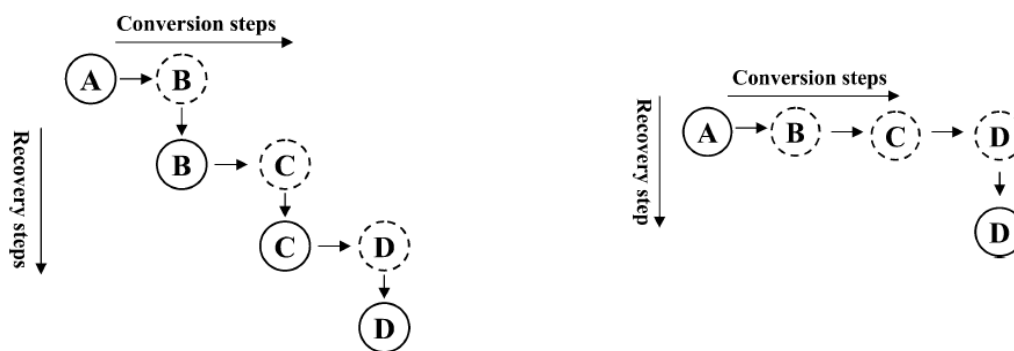 Conversion steps
A B
Recovery steps
B C
C D
D
Conversion steps
Recovery step
A B C D
D